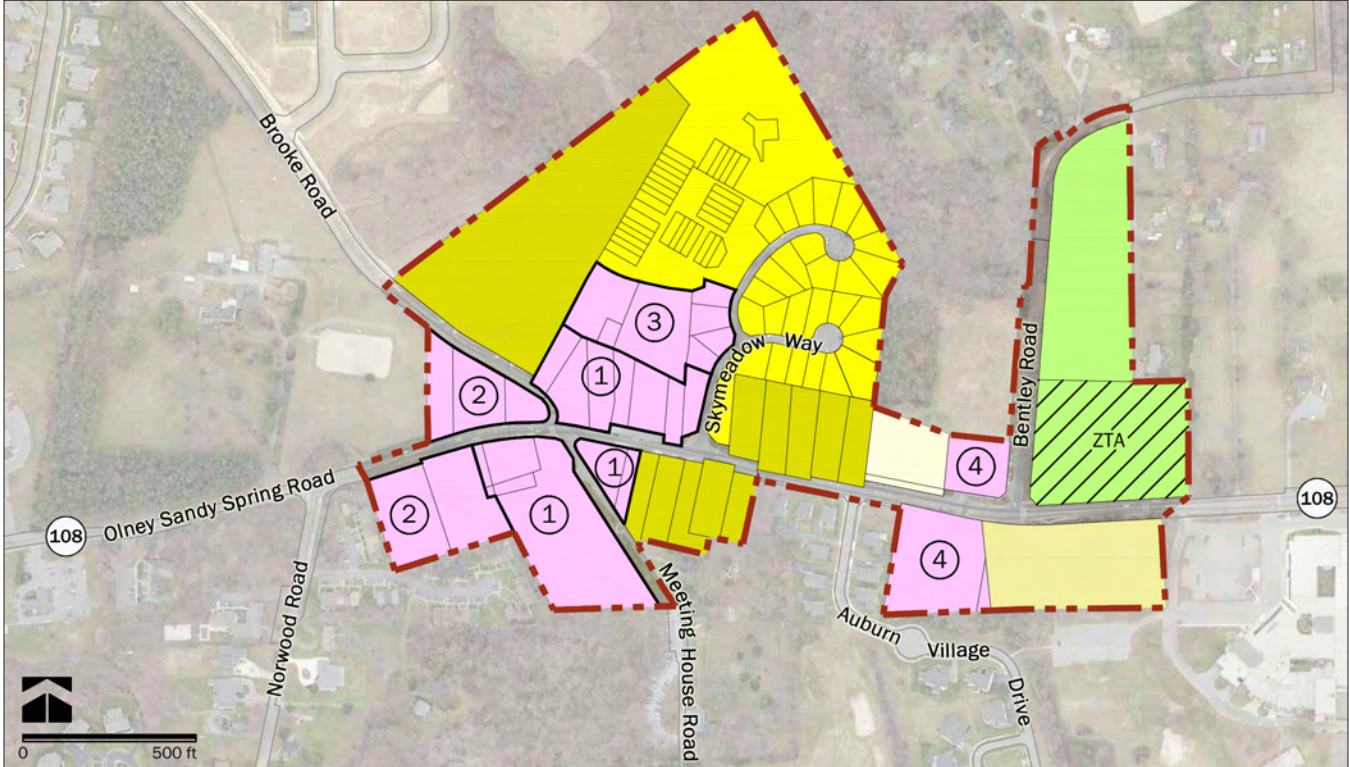 Brooke Road
3
1
2
Skymeadow Way
Bentley Road
ZTA
4
1
Olney Sandy Spring Road
108
108
2
1
4
Norwood Road
Meeting House Road
Auburn Village Drive
0 500 ft